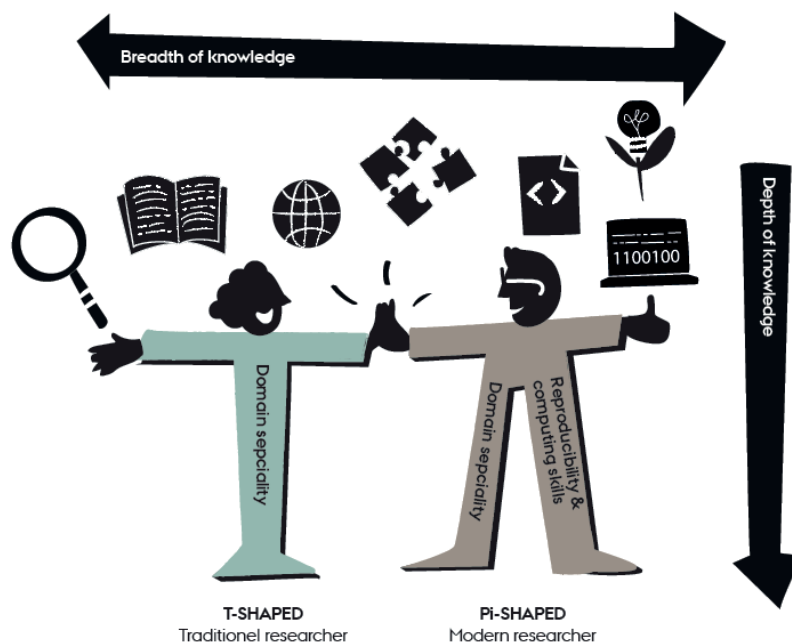 Breadth of knowledge
Depth of knowledge
1100100
Domain sepciality
Domain sepciality
Reproducibility &
computing skills
T-SHAPED
Traditionel researcher
Pi-SHAPED
Modern researcher